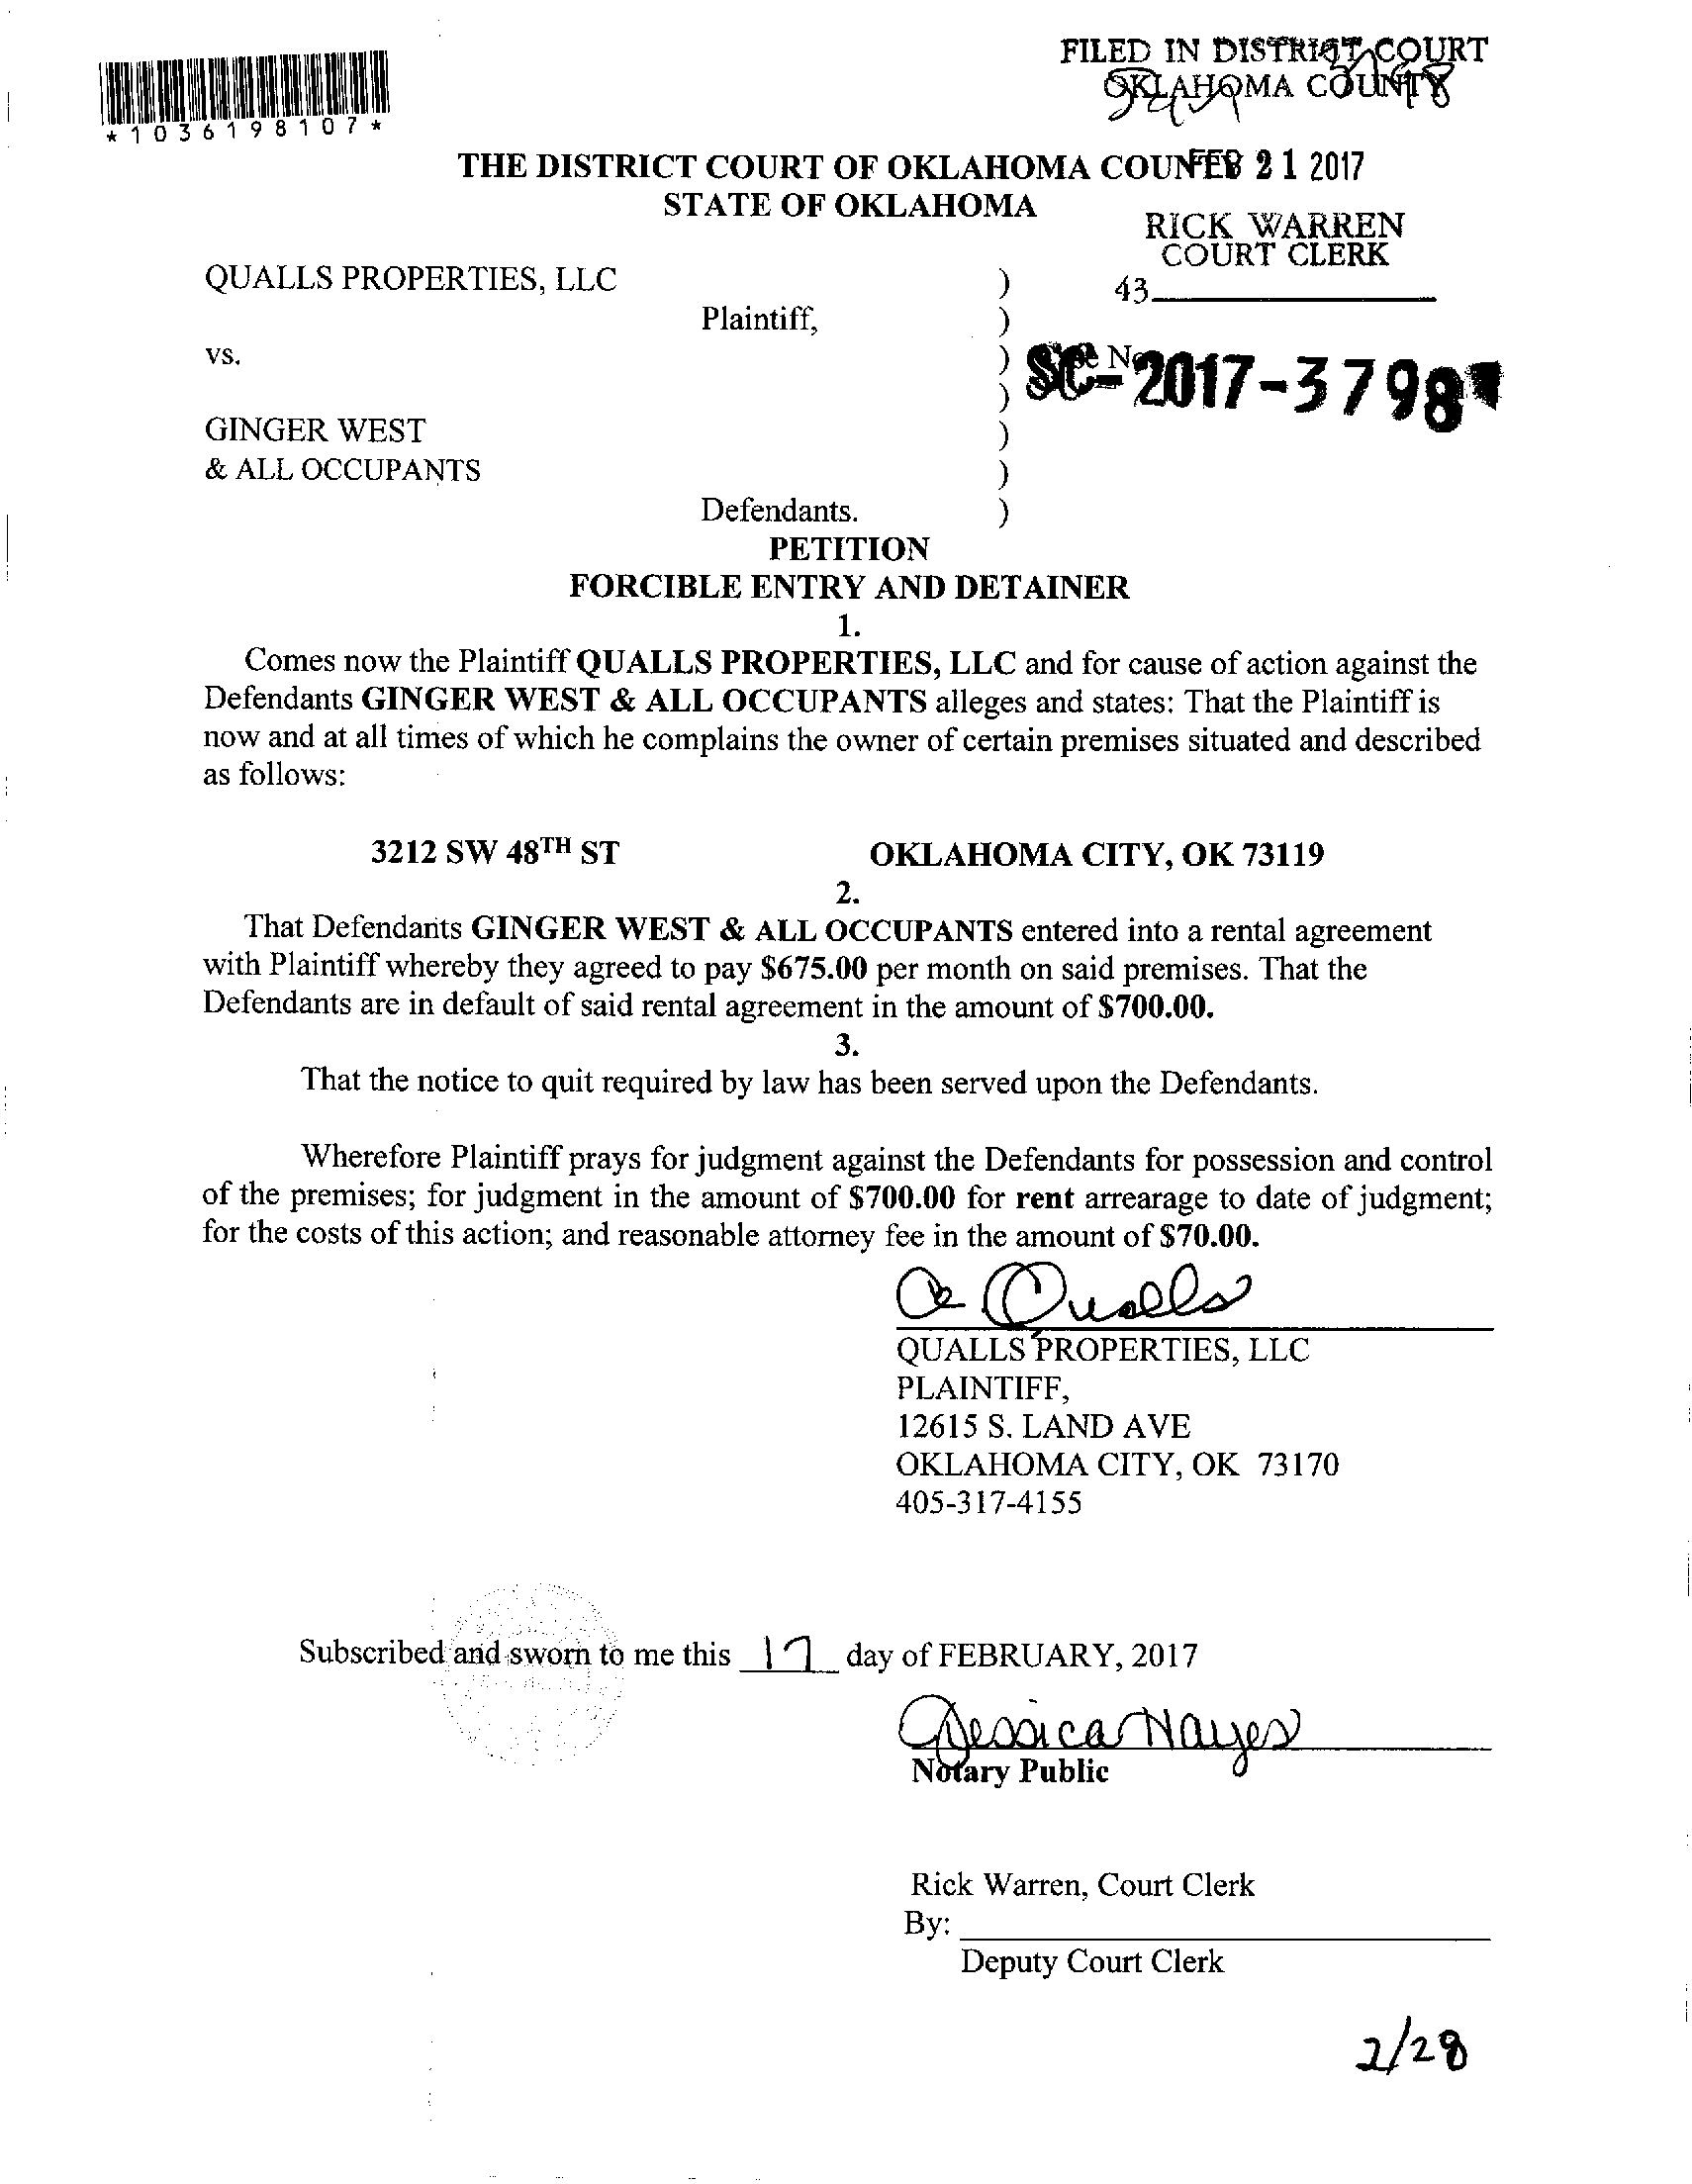 FILED IN DISTRICT COURT
OKLAHOMA COUNTY
*1036198107*
THE DISTRICT COURT OF OKLAHOMA COUN
FEB 21 2017
STATE OF OKLAHOMA
RICK WARREN
COURT CLERK
43
QUALLS PROPERTIES, LLC )
Plaintiff, )
vs. )
SC-2017-3798
)
GINGER WEST )
& ALL OCCUPANTS )
Defendants. )
PETITION
FORCIBLE ENTRY AND DETAINER
1.
Comes now the Plaintiff QUALLS PROPERTIES, LLC and for cause of action against the
Defendants GINGER WEST & ALL OCCUPANTS alleges and states: That the Plaintiff is
now and at all times of which he complains the owner of certain premises situated and described
as follows:
3212 SW 48TH ST OKLAHOMA CITY, OK 73119
2.
That Defendants GINGER WEST & ALL OCCUPANTS entered into a rental agreement
with Plaintiff whereby they agreed to pay $675.00 per month on said premises. That the
Defendants are in default of said rental agreement in the amount of $700.00.
3.
That the notice to quit required by law has been served upon the Defendants.
Wherefore Plaintiff prays for judgment against the Defendants for possession and control
of the premises; for judgment in the amount of $700.00 for rent arrearage to date of judgment;
for the costs of this action; and reasonable attorney fee in the amount of $70.00.
Qualls
QUALLS PROPERTIES, LLC
PLAINTIFF,
12615 S. LAND AVE
OKLAHOMA CITY, OK 73170
405-317-4155
Subscribed and sworn to me this 17 day of FEBRUARY, 2017
Jessica Hayes
Notary Public
Rick Warren, Court Clerk
By:
Deputy Court Clerk
2/28